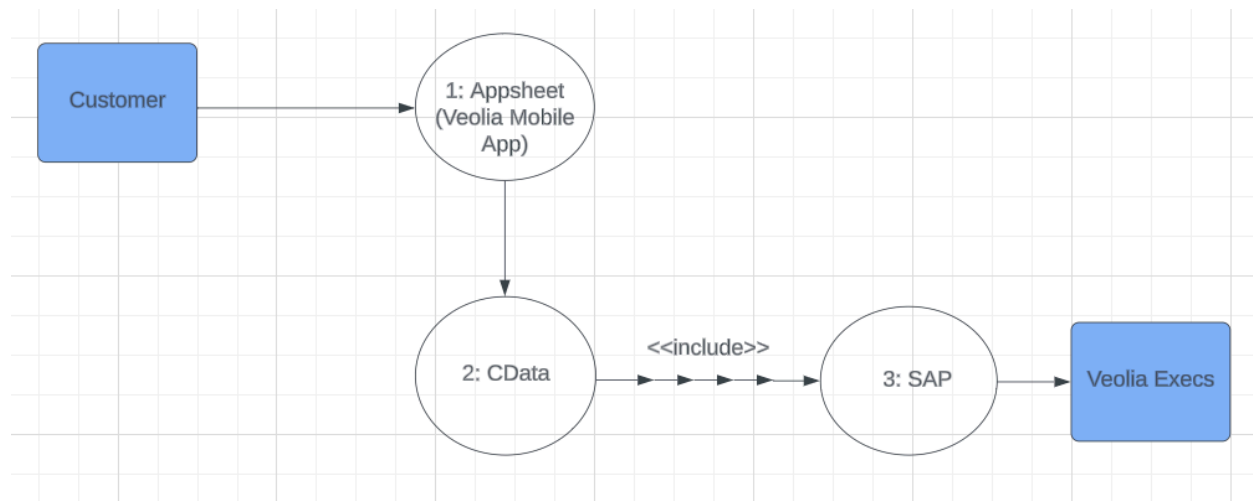 Customer
1: Appsheet
(Veolia Mobile
App)
<<include>>
2: CData
3: SAP
Veolia Execs